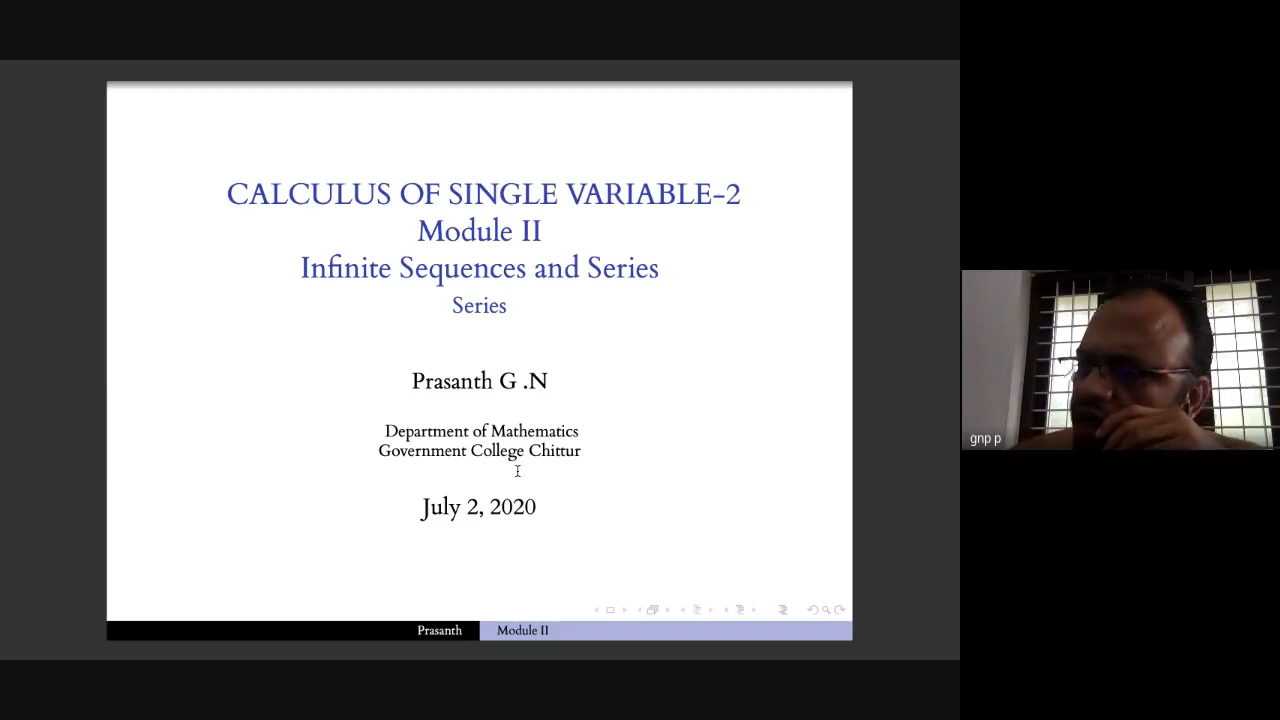 CALCULUS OF SINGLE VARIABLE-2
Module II
Infinite Sequences and Series
Series
Prasanth G .N
Department of Mathematics
Government College Chittur
July 2, 2020
Prasanth
Module II
gnp p